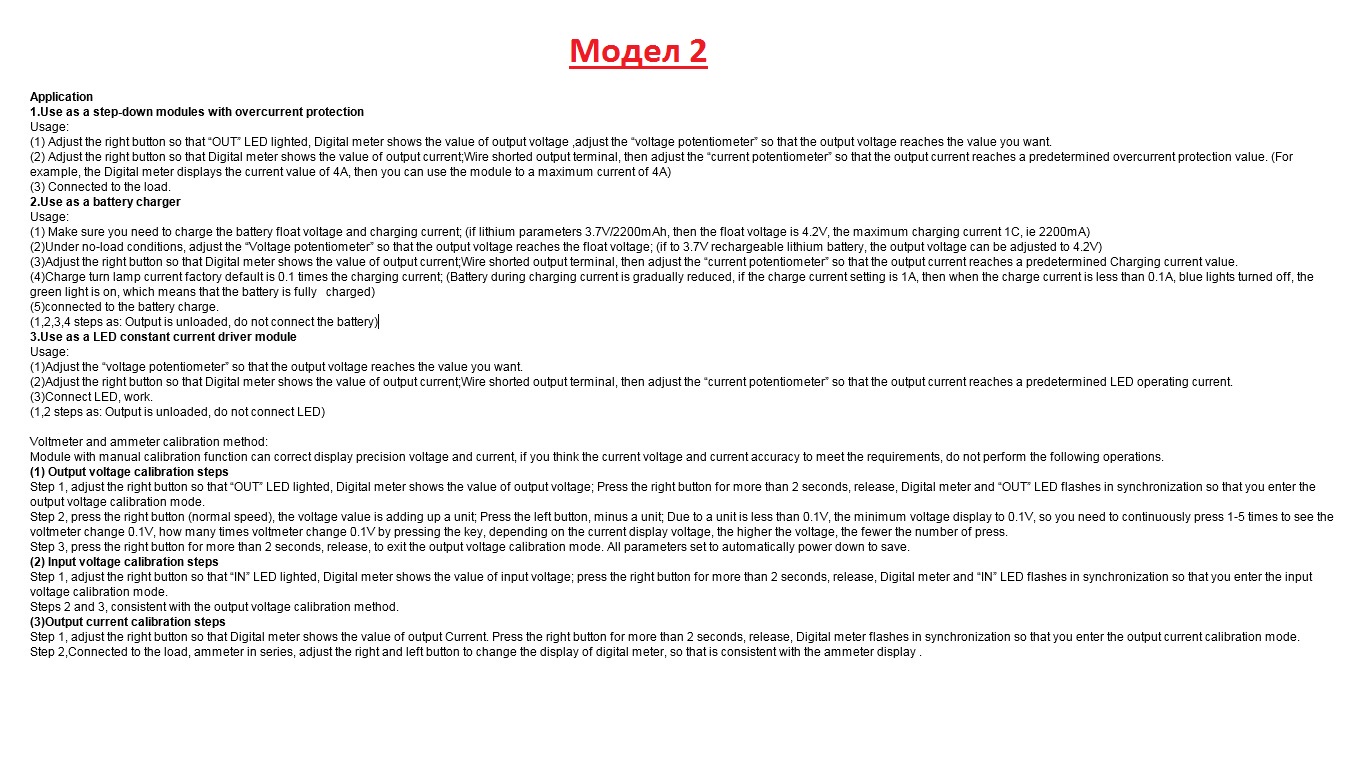 Модел 2
Application
1.Use as a step-down modules with overcurrent protection
Usage:
(1) Adjust the right button so that “OUT” LED lighted, Digital meter shows the value of output voltage ,adjust the “voltage potentiometer” so that the output voltage reaches the value you want.
(2) Adjust the right button so that Digital meter shows the value of output current;Wire shorted output terminal, then adjust the “current potentiometer” so that the output current reaches a predetermined overcurrent protection value. (For
example, the Digital meter displays the current value of 4A, then you can use the module to a maximum current of 4A)
(3) Connected to the load.
2.Use as a battery charger
Usage:
(1) Make sure you need to charge the battery float voltage and charging current; (if lithium parameters 3.7V/2200mAh, then the float voltage is 4.2V, the maximum charging current 1C, ie 2200mA)
(2)Under no-load conditions, adjust the “Voltage potentiometer” so that the output voltage reaches the float voltage; (if to 3.7V rechargeable lithium battery, the output voltage can be adjusted to 4.2V)
(3)Adjust the right button so that Digital meter shows the value of output current;Wire shorted output terminal, then adjust the “current potentiometer” so that the output current reaches a predetermined Charging current value.
(4)Charge turn lamp current factory default is 0.1 times the charging current; (Battery during charging current is gradually reduced, if the charge current setting is 1A, then when the charge current is less than 0.1A, blue lights turned off, the
green light is on, which means that the battery is fully charged)
(5)connected to the battery charge.
(1,2,3,4 steps as: Output is unloaded, do not connect the battery)
3.Use as a LED constant current driver module
Usage:
(1)Adjust the “voltage potentiometer” so that the output voltage reaches the value you want.
(2)Adjust the right button so that Digital meter shows the value of output current;Wire shorted output terminal, then adjust the “current potentiometer” so that the output current reaches a predetermined LED operating current.
(3)Connect LED, work.
(1,2 steps as: Output is unloaded, do not connect LED)
Voltmeter and ammeter calibration method:
Module with manual calibration function can correct display precision voltage and current, if you think the current voltage and current accuracy to meet the requirements, do not perform the following operations.
(1) Output voltage calibration steps
Step 1, adjust the right button so that “OUT” LED lighted, Digital meter shows the value of output voltage; Press the right button for more than 2 seconds, release, Digital meter and “OUT” LED flashes in synchronization so that you enter the
output voltage calibration mode.
Step 2, press the right button (normal speed), the voltage value is adding up a unit; Press the left button, minus a unit; Due to a unit is less than 0.1V, the minimum voltage display to 0.1V, so you need to continuously press 1-5 times to see the
voltmeter change 0.1V, how many times voltmeter change 0.1V by pressing the key, depending on the current display voltage, the higher the voltage, the fewer the number of press.
Step 3, press the right button for more than 2 seconds, release, to exit the output voltage calibration mode. All parameters set to automatically power down to save.
(2) Input voltage calibration steps
Step 1, adjust the right button so that “IN” LED lighted, Digital meter shows the value of input voltage; press the right button for more than 2 seconds, release, Digital meter and “IN” LED flashes in synchronization so that you enter the input
voltage calibration mode.
Steps 2 and 3, consistent with the output voltage calibration method.
(3)Output current calibration steps
Step 1, adjust the right button so that Digital meter shows the value of output Current. Press the right button for more than 2 seconds, release, Digital meter flashes in synchronization so that you enter the output current calibration mode.
Step 2,Connected to the load, ammeter in series, adjust the right and left button to change the display of digital meter, so that is consistent with the ammeter display .